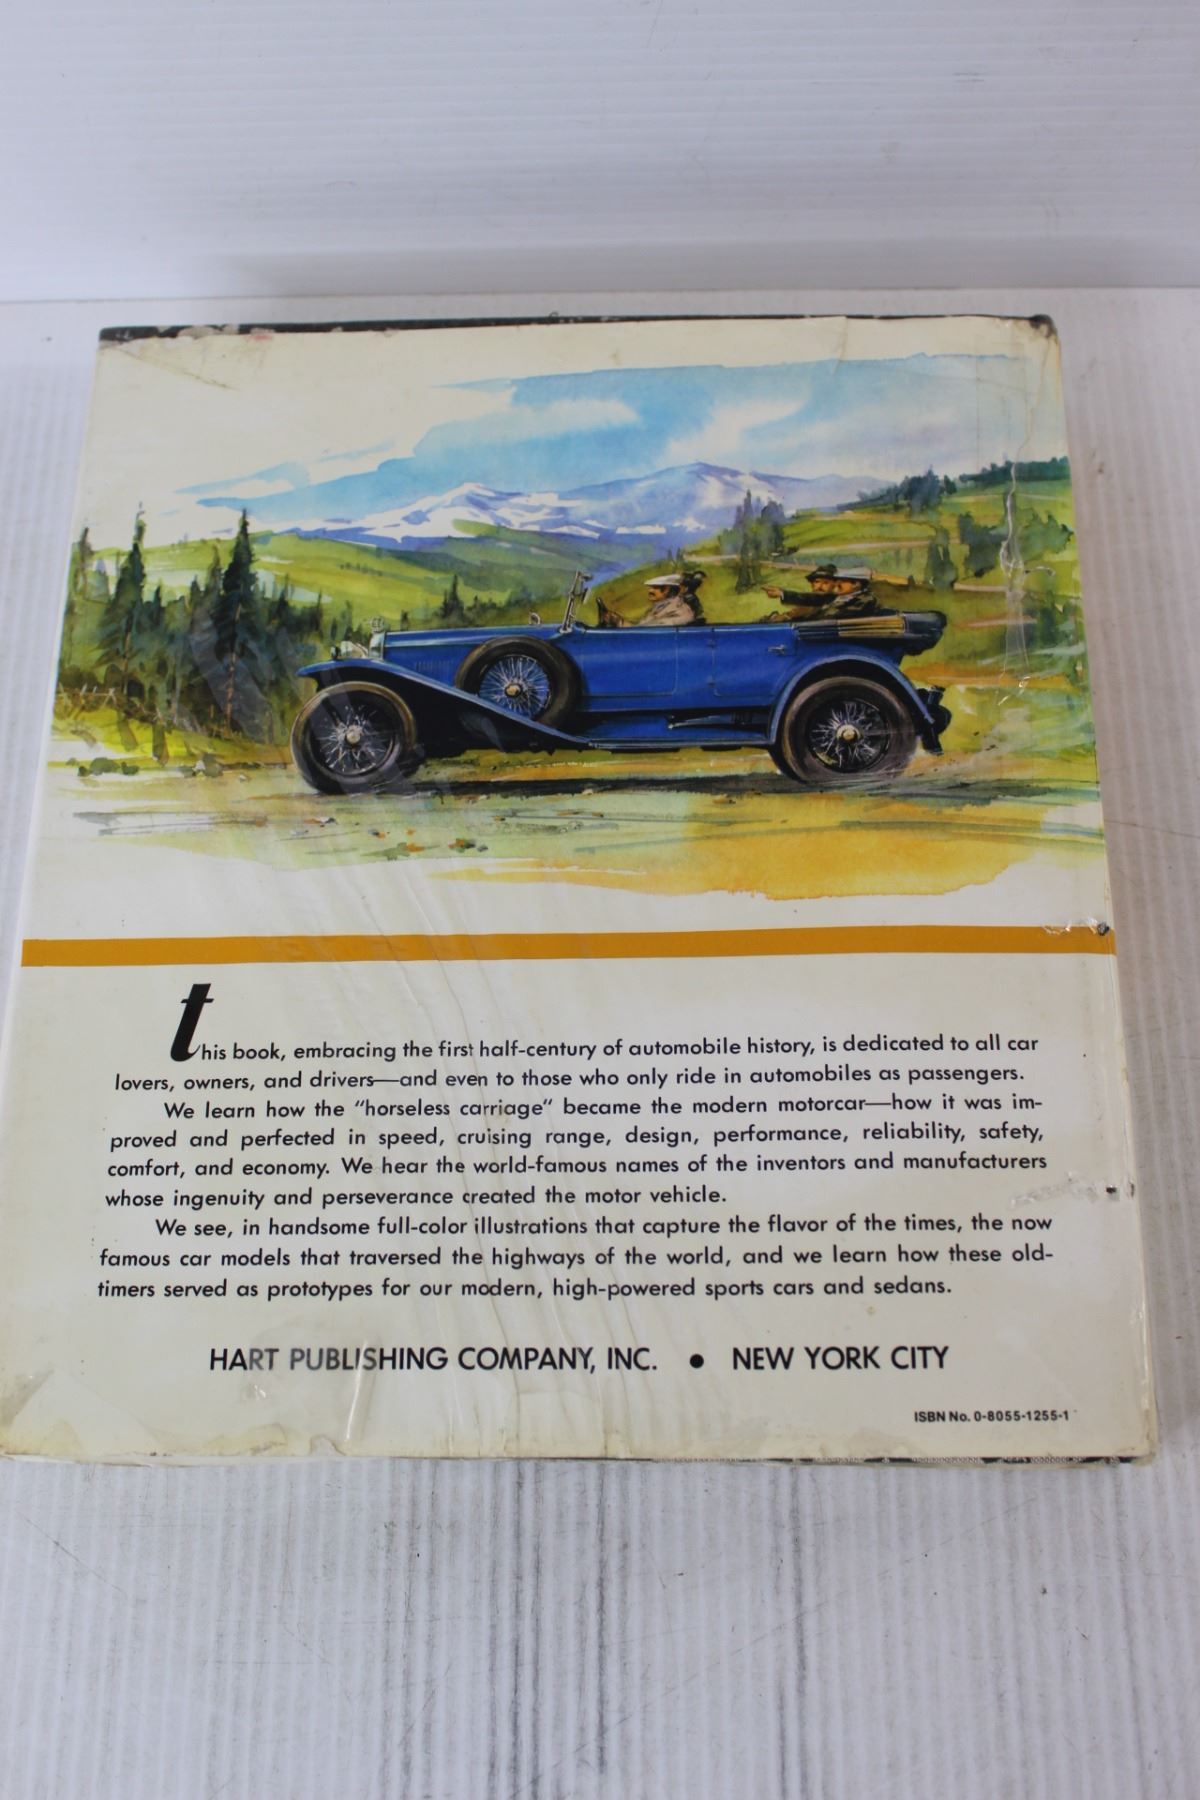 this book, embracing the first half-century of automobile history, is dedicated to all car
lovers, owners, and drivers—and even to those who only ride in automobiles as passengers.
We learn how the "horseless carriage" became the modern motorcar—how it was im-
proved and perfected in speed, cruising range, design, performance, reliability, safety,
comfort, and economy. We hear the world-famous names of the inventors and manufacturers
whose ingenuity and perseverance created the motor vehicle.
We see, in handsome full-color illustrations that capture the flavor of the times, the now
famous car models that traversed the highways of the world, and we learn how these old-
timers served as prototypes for our modern, high-powered sports cars and sedans.
HART PUBLISHING COMPANY, INC. ● NEW YORK CITY
ISBN No. 0-8055-1255-1